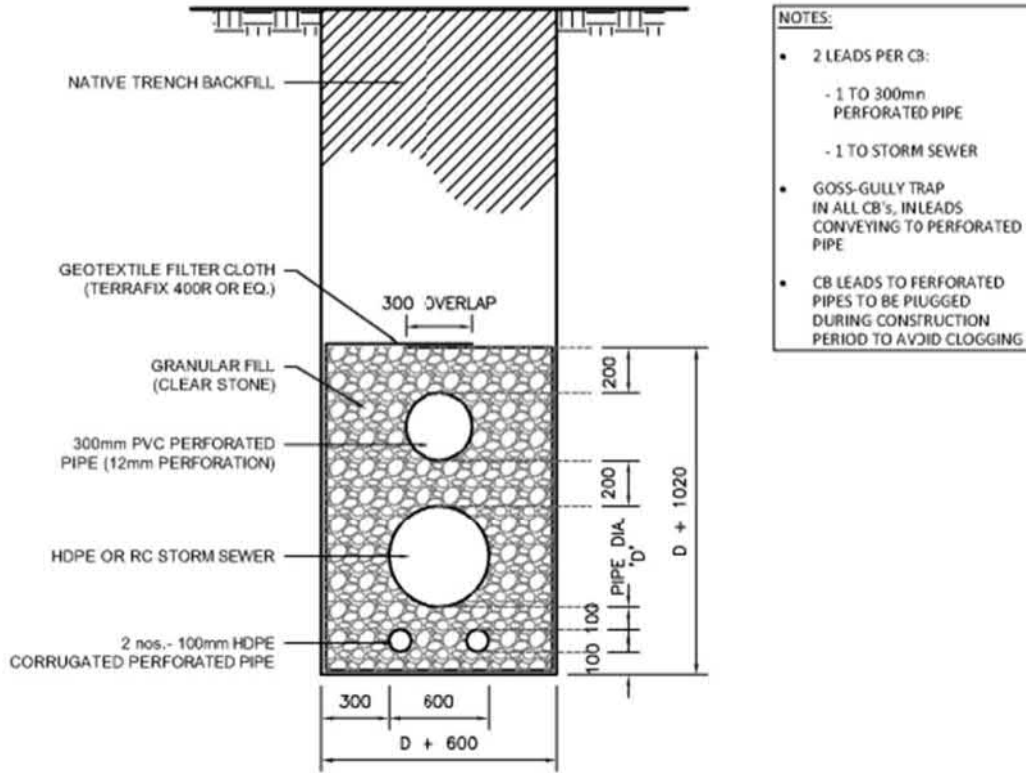 NATIVE TRENCH BACKFILL
GEOTEXTILE FILTER CLOTH
(TERRAFIX 400R OR EQ.)
300 OVERLAP
GRANULAR FILL
(CLEAR STONE)
300mm PVC PERFORATED
PIPE (12mm PERFORATION)
HDPE OR RC STORM SEWER
2 nos.- 100mm HDPE
CORRUGATED PERFORATED PIPE
200
200
PIPE DIA.
"D"
100
100
D + 1020
300
600
D + 600
NOTES:
• 2 LEADS PER CB:
- 1 TO 300mm
PERFORATED PIPE
- 1 TO STORM SEWER
• GOSS-GULLY TRAP
IN ALL CB's, INLEADS
CONVEYING TO PERFORATED
PIPE
• CB LEADS TO PERFORATED
PIPES TO BE PLUGGED
DURING CONSTRUCTION
PERIOD TO AVOID CLOGGING